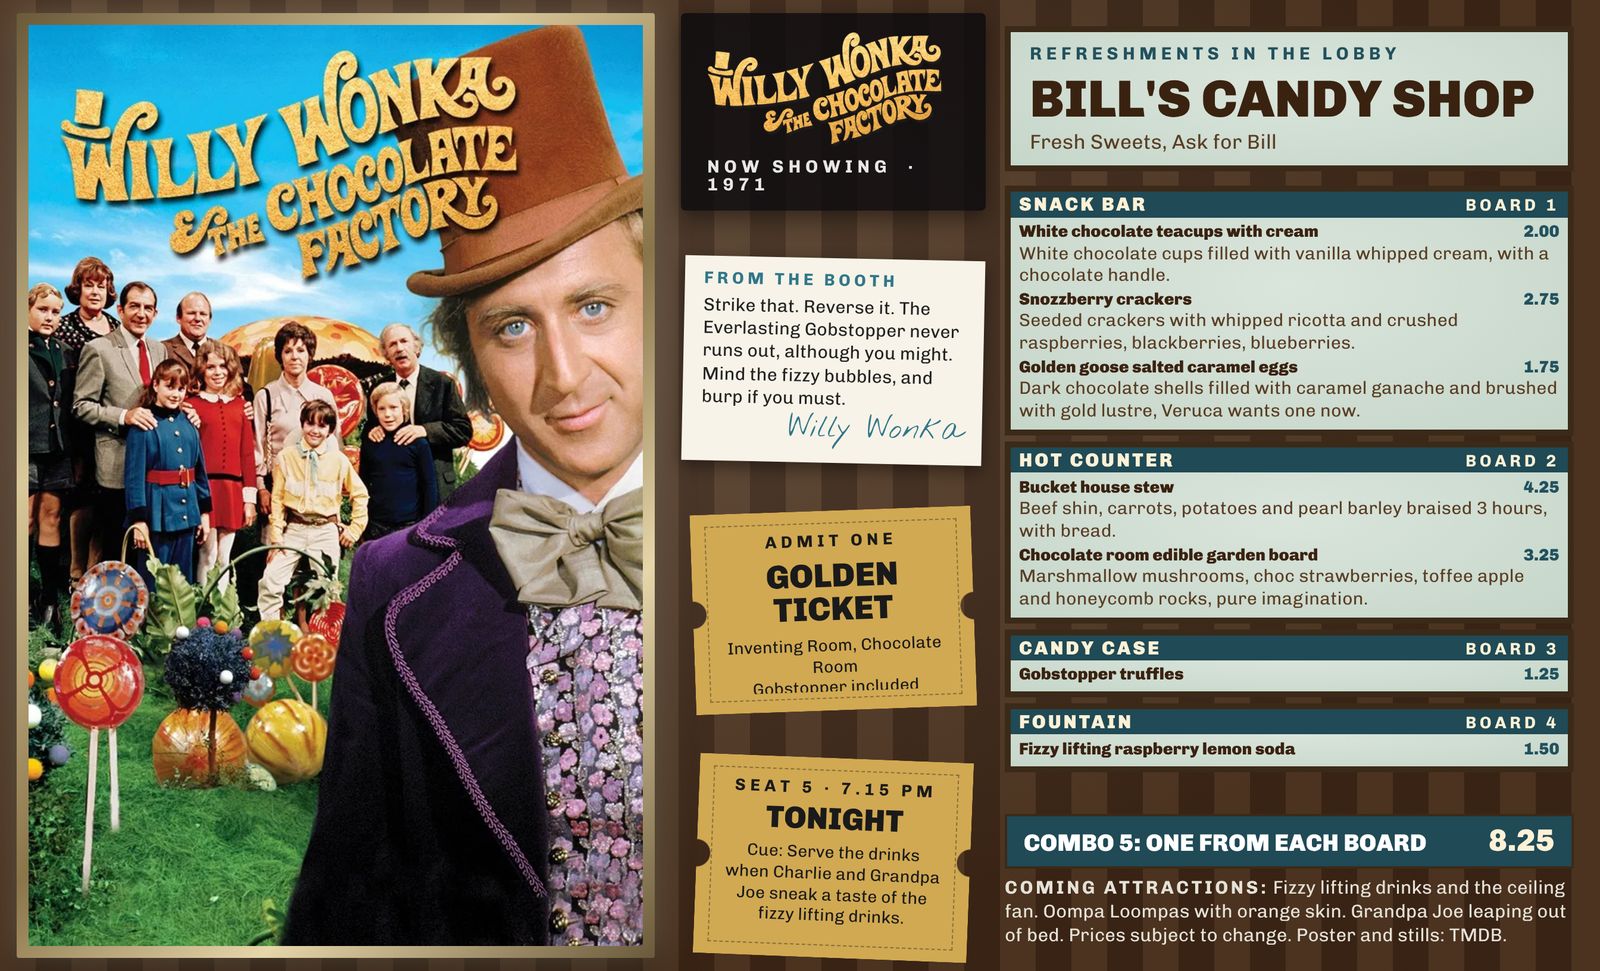 WILLY WONKA
& THE CHOCOLATE
FACTORY
WILLY WONKA
& THE CHOCOLATE
FACTORY
NOW SHOWING ·
1971
FROM THE BOOTH
Strike that. Reverse it. The
Everlasting Gobstopper never
runs out, although you might.
Mind the fizzy bubbles, and
burp if you must.
Willy Wonka
ADMIT ONE
GOLDEN
TICKET
Inventing Room, Chocolate
Room
Gobstopper included
SEAT 5 · 7.15 PM
TONIGHT
Cue: Serve the drinks
when Charlie and Grandpa
Joe sneak a taste of the
fizzy lifting drinks.
REFRESHMENTS IN THE LOBBY
BILL'S CANDY SHOP
Fresh Sweets, Ask for Bill
SNACK BAR BOARD 1
White chocolate teacups with cream 2.00
White chocolate cups filled with vanilla whipped cream, with a
chocolate handle.
Snozzberry crackers 2.75
Seeded crackers with whipped ricotta and crushed
raspberries, blackberries, blueberries.
Golden goose salted caramel eggs 1.75
Dark chocolate shells filled with caramel ganache and brushed
with gold lustre, Veruca wants one now.
HOT COUNTER BOARD 2
Bucket house stew 4.25
Beef shin, carrots, potatoes and pearl barley braised 3 hours,
with bread.
Chocolate room edible garden board 3.25
Marshmallow mushrooms, choc strawberries, toffee apple
and honeycomb rocks, pure imagination.
CANDY CASE BOARD 3
Gobstopper truffles 1.25
FOUNTAIN BOARD 4
Fizzy lifting raspberry lemon soda 1.50
COMBO 5: ONE FROM EACH BOARD 8.25
COMING ATTRACTIONS: Fizzy lifting drinks and the ceiling
fan. Oompa Loompas with orange skin. Grandpa Joe leaping out
of bed. Prices subject to change. Poster and stills: TMDB.